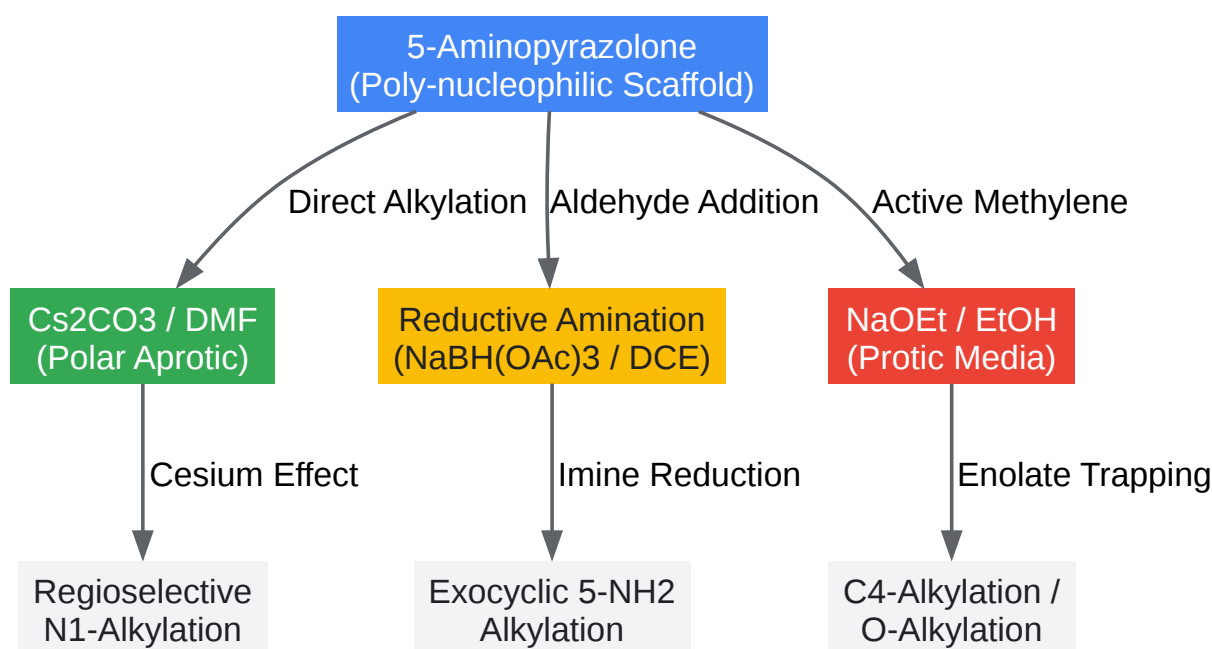 5-Aminopyrazolone
(Poly-nucleophilic Scaffold)
Direct Alkylation
Aldehyde Addition
Active Methylene
Cs2CO3 / DMF
(Polar Aprotic)
Reductive Amination
(NaBH(OAc)3 / DCE)
NaOEt / EtOH
(Protic Media)
Cesium Effect
Imine Reduction
Enolate Trapping
Regioselective
N1-Alkylation
Exocyclic 5-NH2
Alkylation
C4-Alkylation /
O-Alkylation